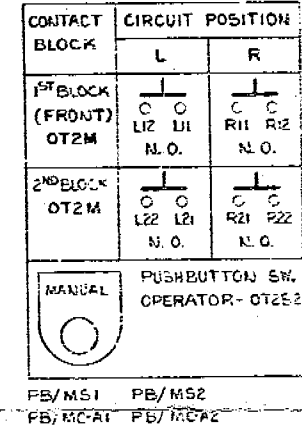 CONTACT BLOCK
CIRCUIT POSITION
L R
1ST BLOCK
(FRONT)
OT2M
L12 L11 R11 R12
N.O. N.O.
2ND BLOCK
OT2M
L22 L21 R21 R22
N.O. N.O.
MANUAL
PUSHBUTTON SW.
OPERATOR- OT2S2
PB/MS1 PB/MS2
PB/MC-A1 PB/MC-A2